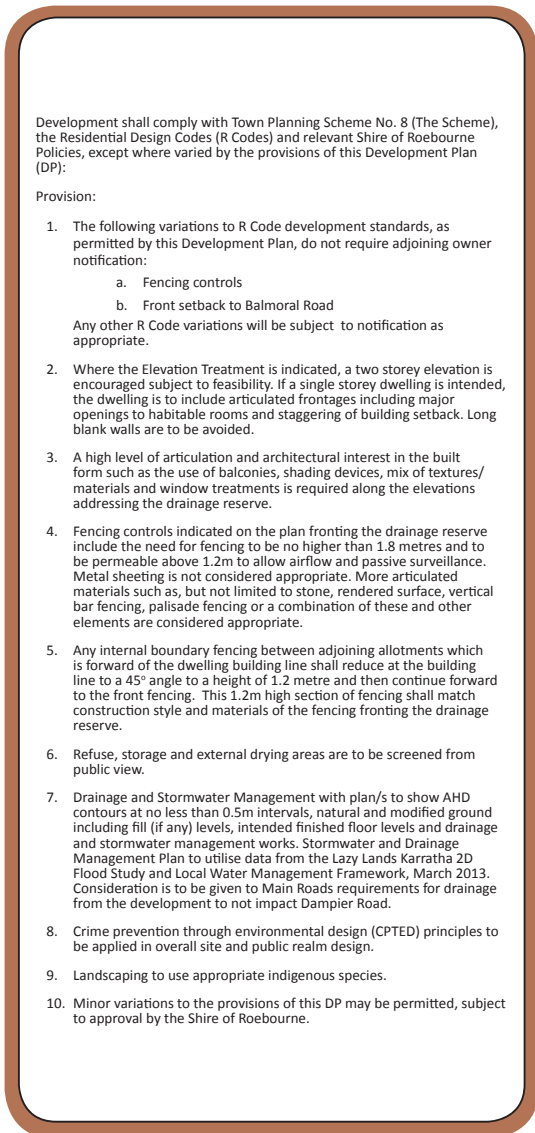 Development shall comply with Town Planning Scheme No. 8 (The Scheme),
the Residential Design Codes (R Codes) and relevant Shire of Roebourne
Policies, except where varied by the provisions of this Development Plan
(DP):
Provision:
1. The following variations to R Code development standards, as
permitted by this Development Plan, do not require adjoining owner
notification:
a. Fencing controls
b. Front setback to Balmoral Road
Any other R Code variations will be subject to notification as
appropriate.
2. Where the Elevation Treatment is indicated, a two storey elevation is
encouraged subject to feasibility. If a single storey dwelling is intended,
the dwelling is to include articulated frontages including major
openings to habitable rooms and staggering of building setback. Long
blank walls are to be avoided.
3. A high level of articulation and architectural interest in the built
form such as the use of balconies, shading devices, mix of textures/
materials and window treatments is required along the elevations
addressing the drainage reserve.
4. Fencing controls indicated on the plan fronting the drainage reserve
include the need for fencing to be no higher than 1.8 metres and to
be permeable above 1.2m to allow airflow and passive surveillance.
Metal sheeting is not considered appropriate. More articulated
materials such as, but not limited to stone, rendered surface, vertical
bar fencing, palisade fencing or a combination of these and other
elements are considered appropriate.
5. Any internal boundary fencing between adjoining allotments which
is forward of the dwelling building line shall reduce at the building
line to a 45° angle to a height of 1.2 metre and then continue forward
to the front fencing. This 1.2m high section of fencing shall match
construction style and materials of the fencing fronting the drainage
reserve.
6. Refuse, storage and external drying areas are to be screened from
public view.
7. Drainage and Stormwater Management with plan/s to show AHD
contours at no less than 0.5m intervals, natural and modified ground
including fill (if any) levels, intended finished floor levels and drainage
and stormwater management works. Stormwater and Drainage
Management Plan to utilise data from the Lazy Lands Karratha 2D
Flood Study and Local Water Management Framework, March 2013.
Consideration is to be given to Main Roads requirements for drainage
from the development to not impact Dampier Road.
8. Crime prevention through environmental design (CPTED) principles to
be applied in overall site and public realm design.
9. Landscaping to use appropriate indigenous species.
10. Minor variations to the provisions of this DP may be permitted, subject
to approval by the Shire of Roebourne.